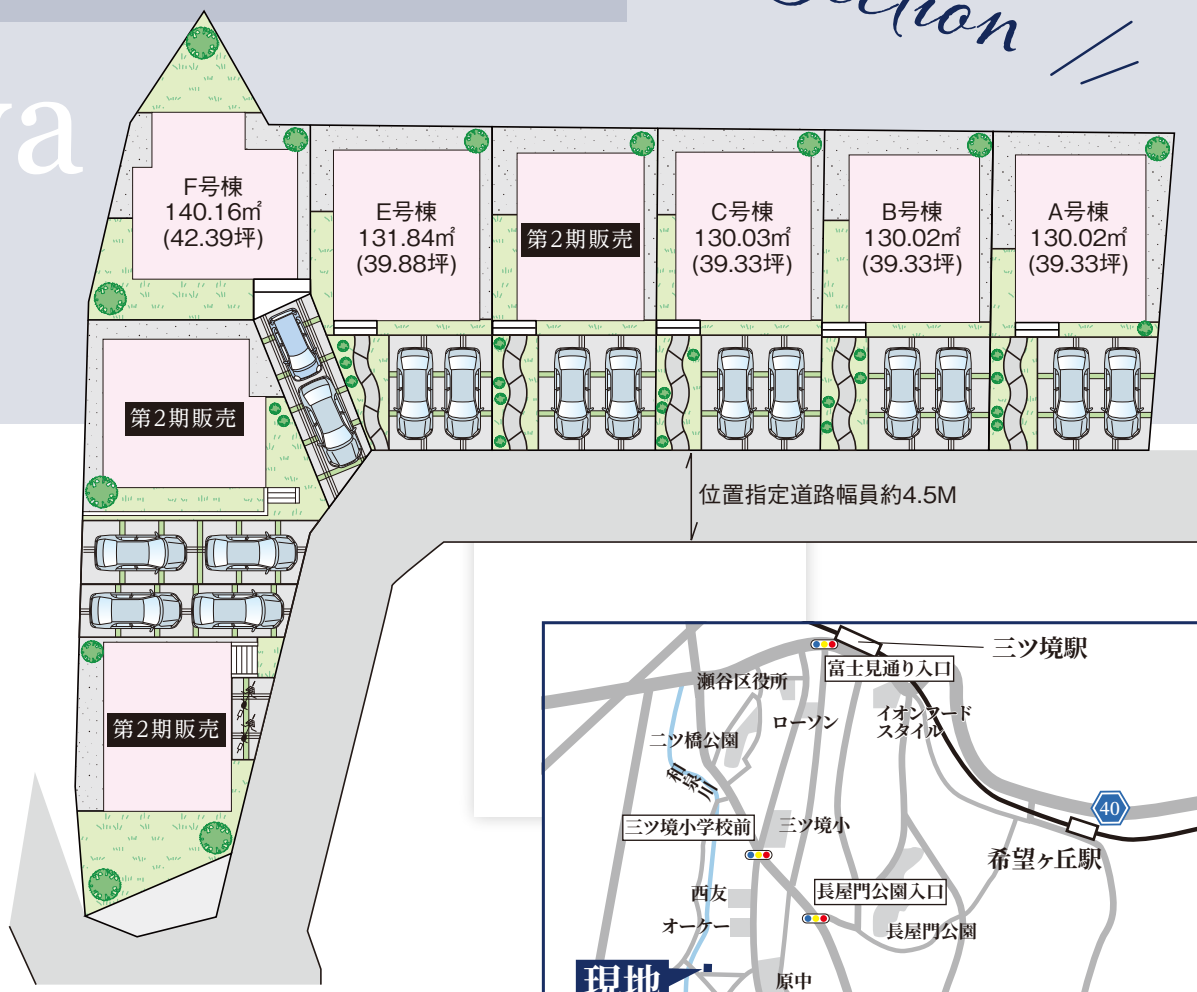 ction
ya
F号棟
140.16㎡
(42.39坪)
E号棟
131.84㎡
(39.88坪)
第2期販売
C号棟
130.03㎡
(39.33坪)
B号棟
130.02㎡
(39.33坪)
A号棟
130.02㎡
(39.33坪)
第2期販売
位置指定道路幅員約4.5M
第2期販売
三ツ境駅
富士見通り入口
瀬谷区役所
ローソン
イオンフード
スタイル
二ツ橋公園
和泉川
40
三ツ境小学校前
三ツ境小
希望ヶ丘駅
西友
長屋門公園入口
オーケー
長屋門公園
現地
原中